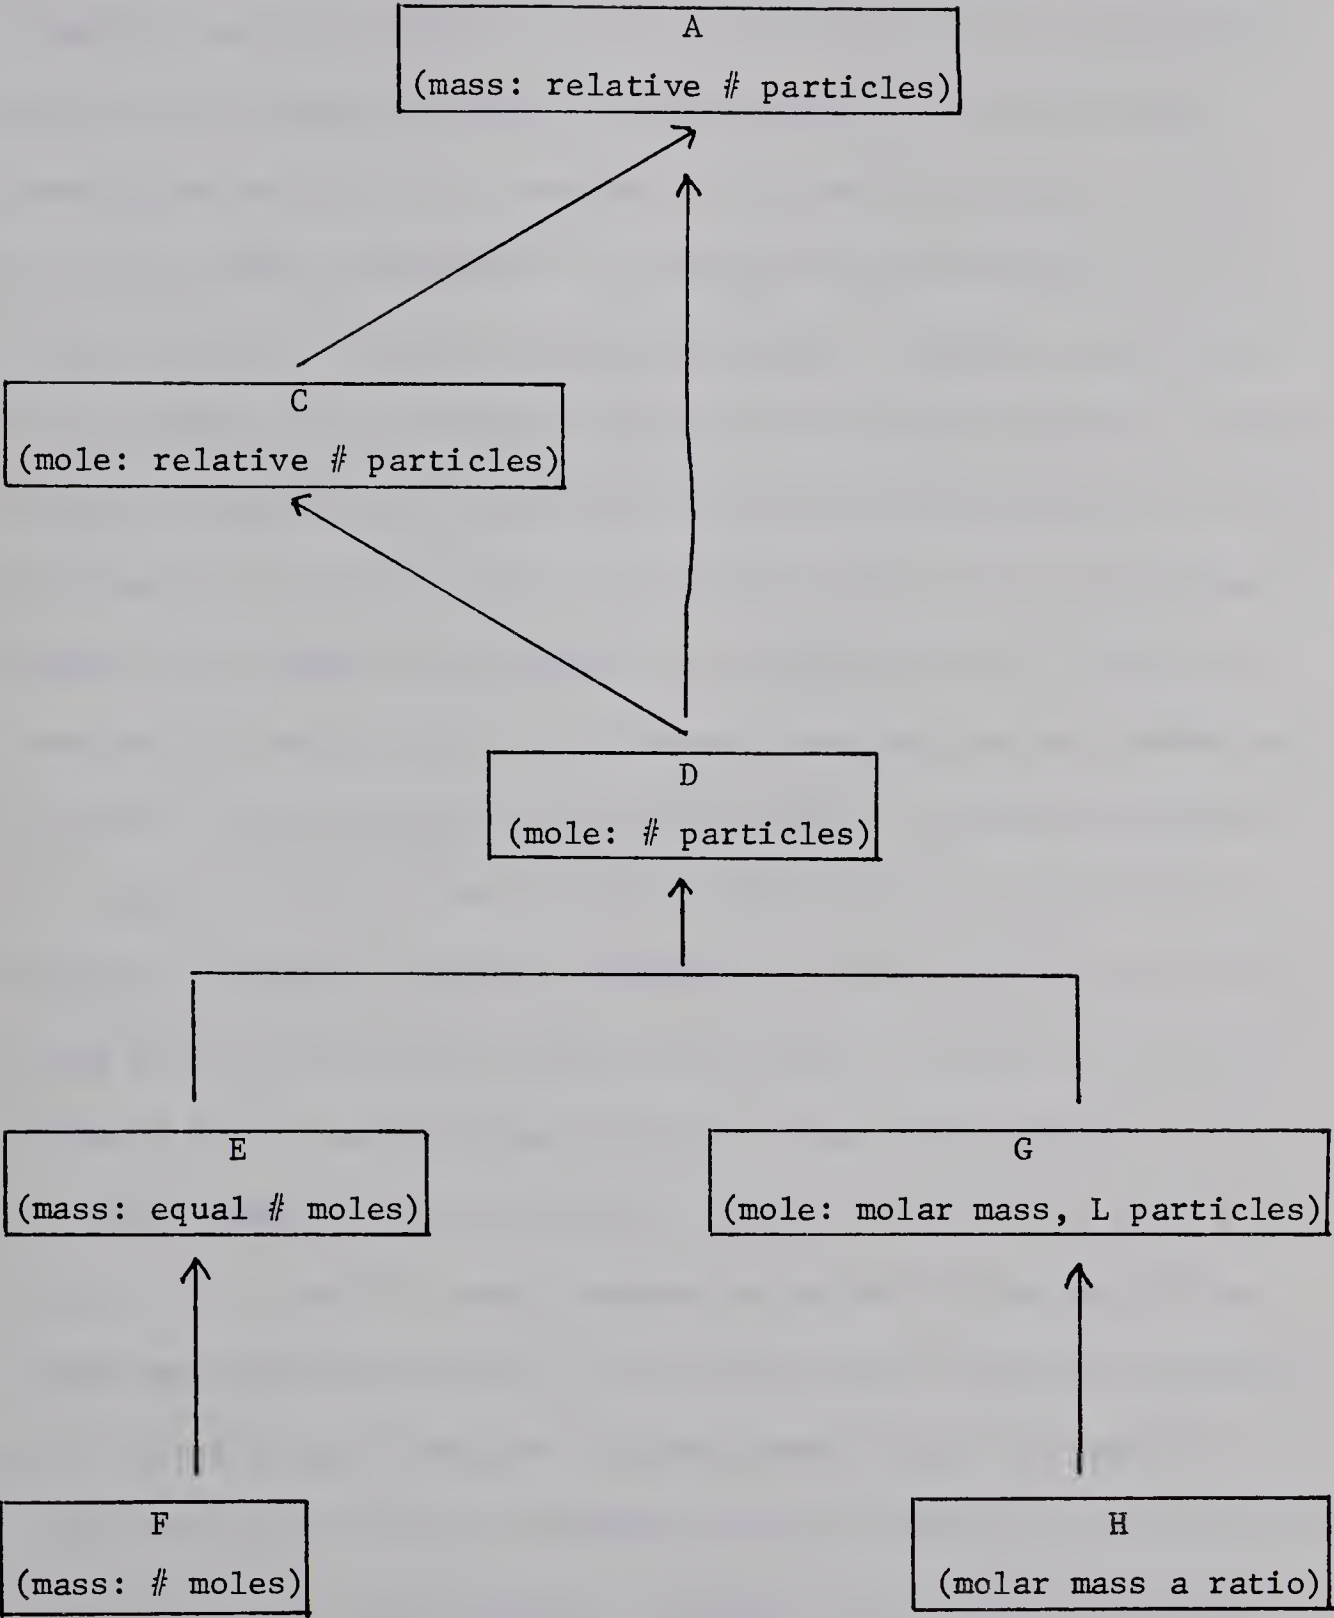 A
(mass: relative # particles)
C
(mole: relative # particles)
D
(mole: # particles)
E
(mass: equal # moles)
G
(mole: molar mass, L particles)
F
(mass: # moles)
H
(molar mass a ratio)